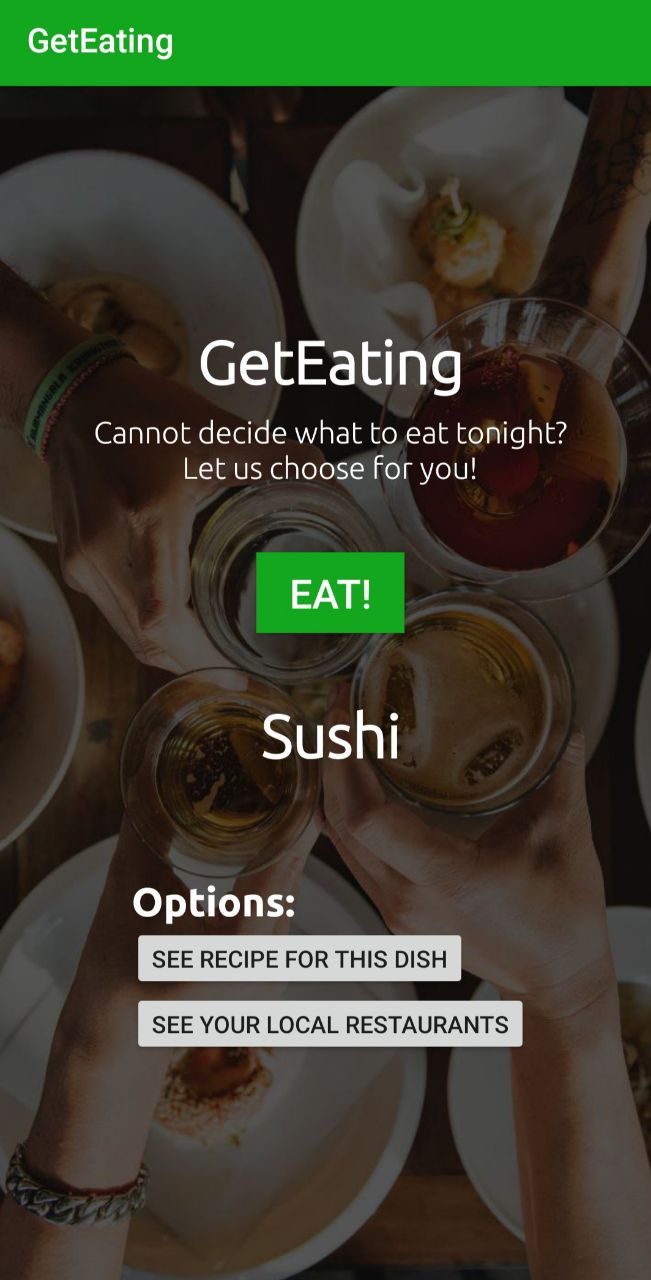 GetEating
GetEating
Cannot decide what to eat tonight?
Let us choose for you!
EAT!
Sushi
Options:
SEE RECIPE FOR THIS DISH
SEE YOUR LOCAL RESTAURANTS